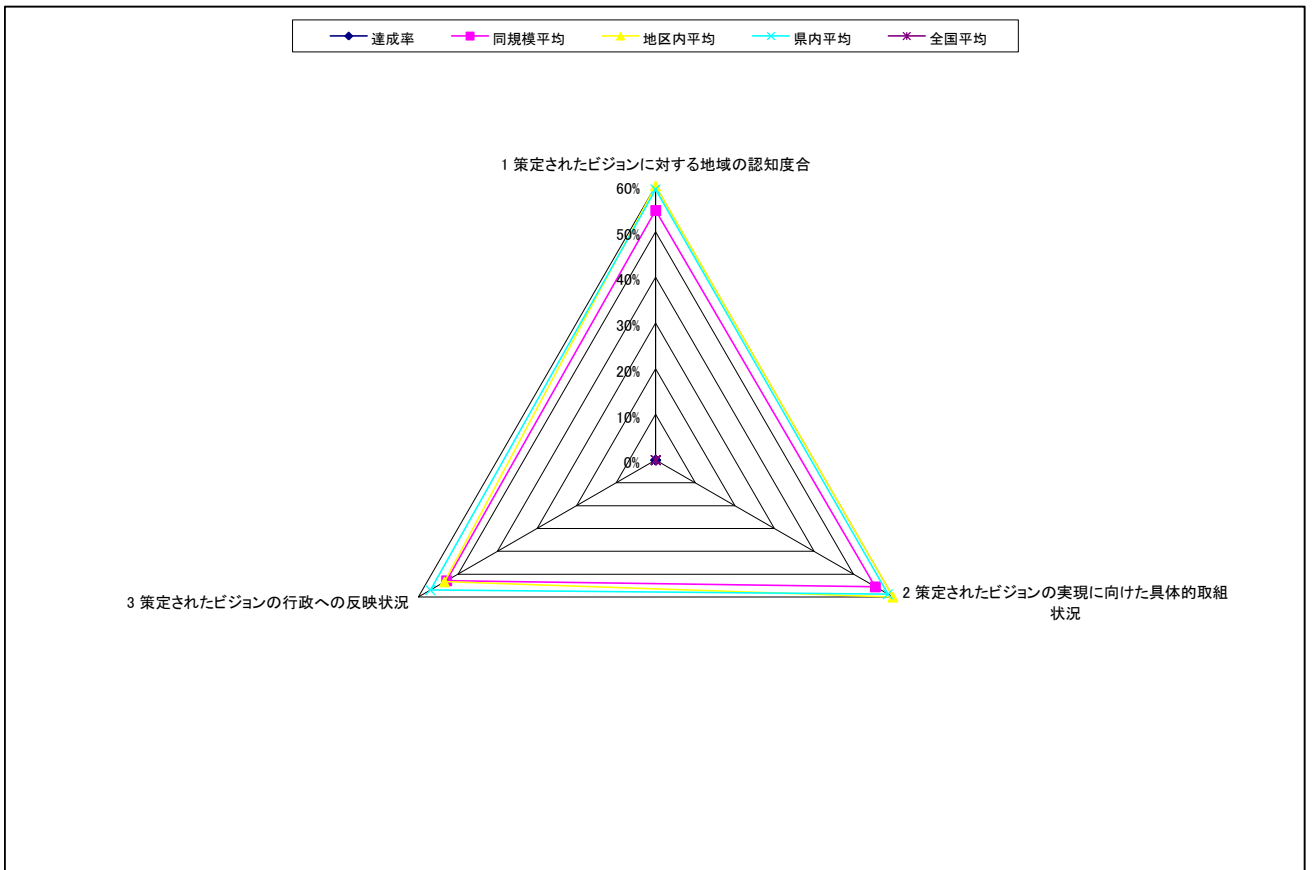 達成率 同規模平均 地区内平均 県内平均 全国平均
1 策定されたビジョンに対する地域の認知度合
60%
50%
40%
30%
20%
10%
0%
3 策定されたビジョンの行政への反映状況
2 策定されたビジョンの実現に向けた具体的取組
状況